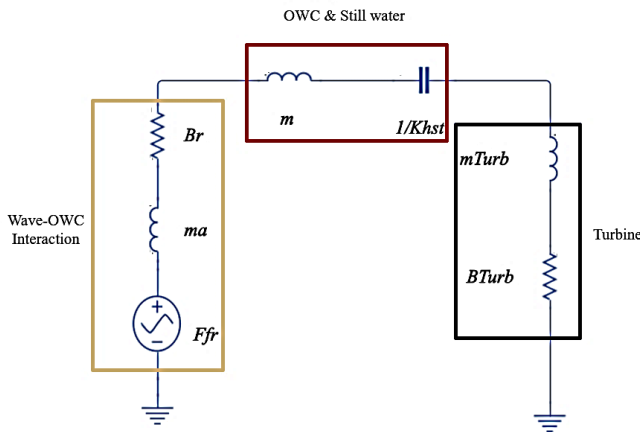 OWC & Still water
m
1/Khst
Br
ma
Ffr
Wave-OWC
Interaction
mTurb
BTurb
Turbine